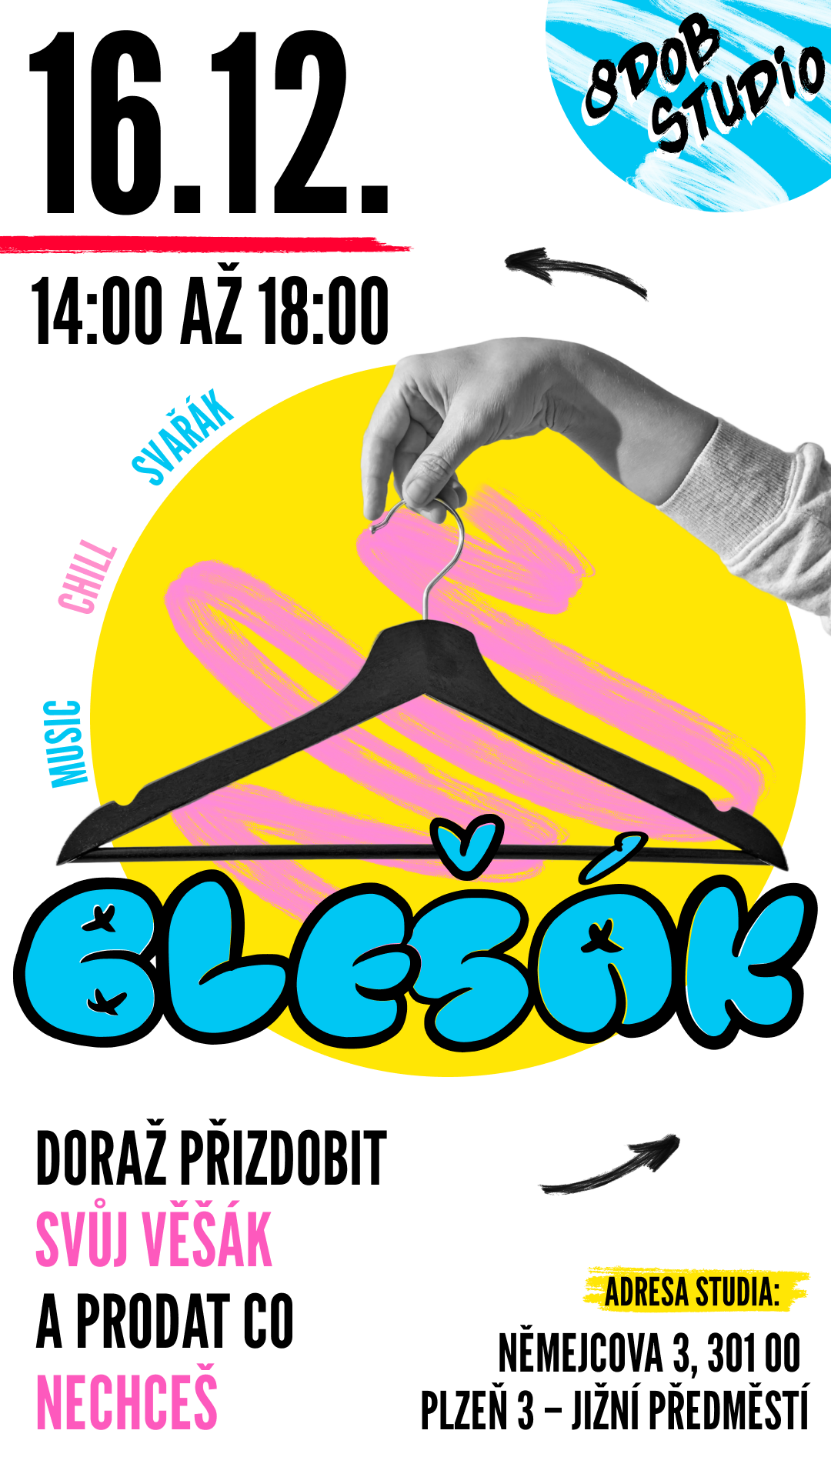 16.12.
8DOB
STUDIO
14:00 AŽ 18:00
SVAŘÁK
CHILL
MUSIC
BLEŠÁK
DORAŽ PŘIZDOBIT
SVŮJ VĚŠÁK
A PRODAT CO
NECHCEŠ
ADRESA STUDIA:
NĚMEJCOVA 3, 301 00
PLZEŇ 3 – JIŽNÍ PŘEDMĚSTÍ